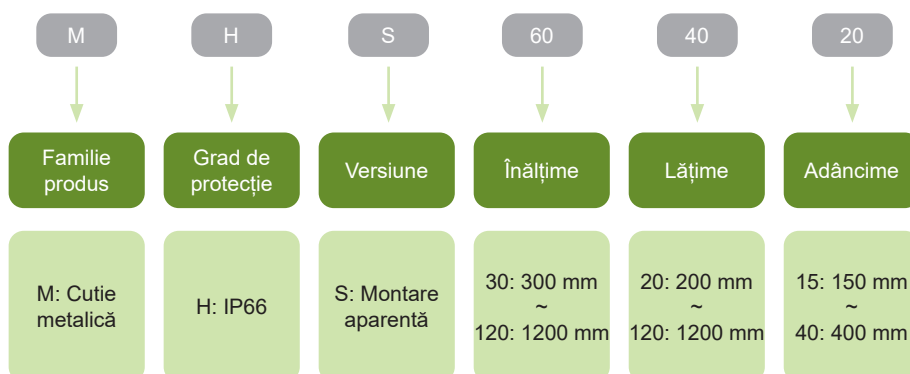 M
H
S
60
40
20
Familie
produs
Grad de
protecție
Versiune
Înălțime
Lățime
Adâncime
M: Cutie
metalică
H: IP66
S: Montare
aparentă
30: 300 mm
~
120: 1200 mm
20: 200 mm
~
120: 1200 mm
15: 150 mm
~
40: 400 mm